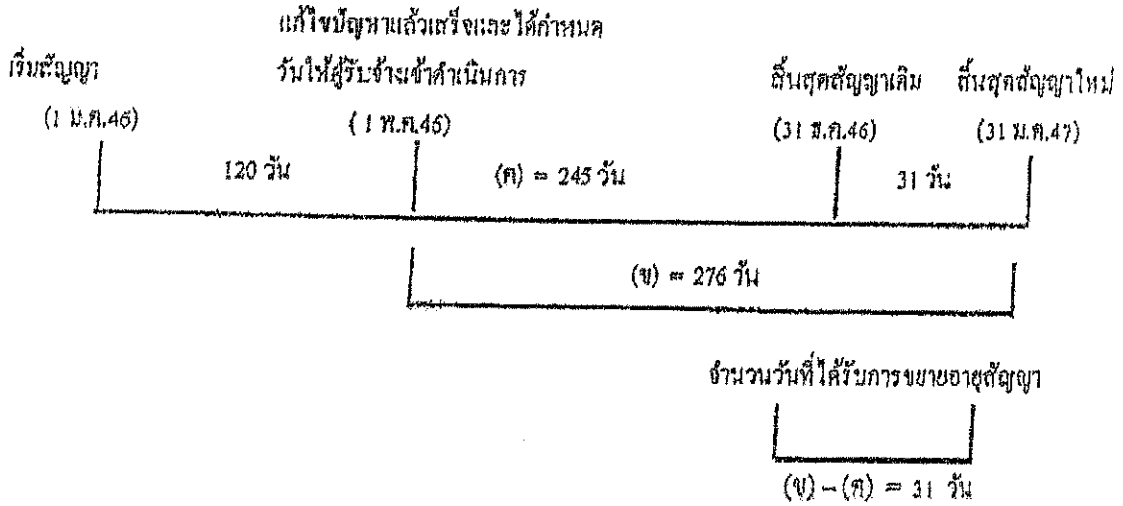 แก้ไขปัญหาแล้วเสร็จและได้กำหนด
เริ่มสัญญา วันให้ผู้รับจ้างเข้าดำเนินการ สิ้นสุดสัญญาเดิม สิ้นสุดสัญญาใหม่
(1 ม.ค.46) (1 พ.ค.46) (31 ธ.ค.46) (31 ม.ค.47)
120 วัน (ค) = 245 วัน 31 วัน
(ข) = 276 วัน
จำนวนวันที่ได้รับการขยายอายุสัญญา
(ข) – (ค) = 31 วัน